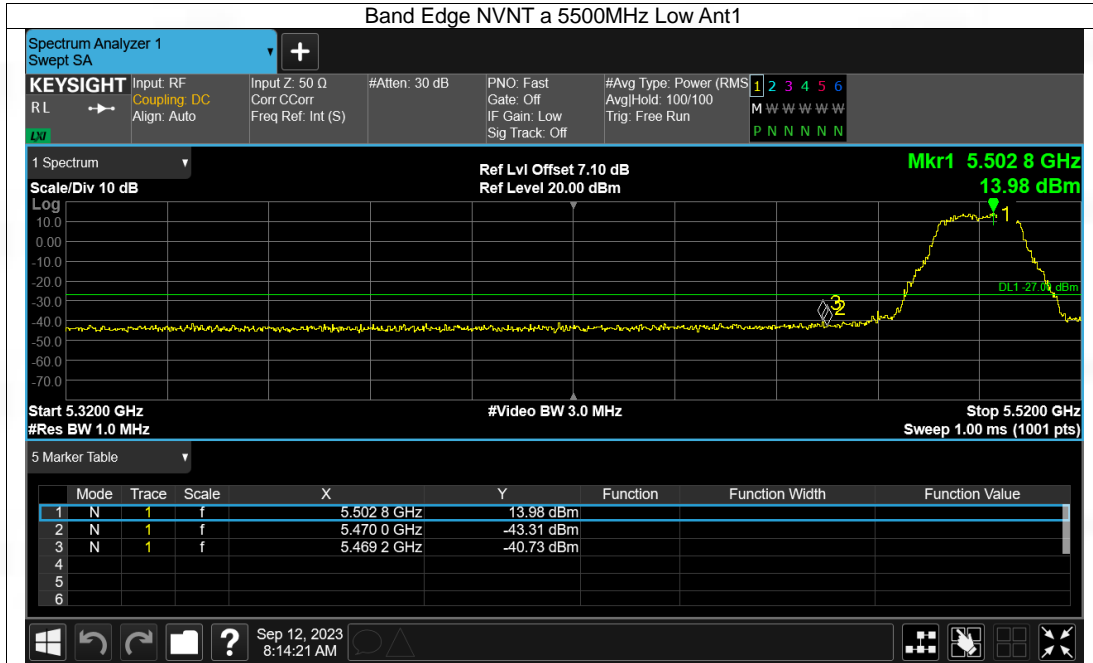 Band Edge NVNT a 5500MHz Low Ant1
Spectrum Analyzer 1
Swept SA
+
KEYSIGHT Input: RF Input Z: 50 Ω #Atten: 30 dB PNO: Fast #Avg Type: Power (RMS 1 2 3 4 5 6
RL Coupling: DC Corr CCorr Gate: Off Avg|Hold: 100/100 M W W W W W
Align: Auto Freq Ref: Int (S) IF Gain: Low Trig: Free Run
LXI Sig Track: Off P N N N N N
1 Spectrum Ref Lvl Offset 7.10 dB Mkr1 5.502 8 GHz
Scale/Div 10 dB Ref Level 20.00 dBm 13.98 dBm
Log
1
10.0
0.00
-10.0
-20.0
DL1 -27.00 dBm
-30.0
3
2
-40.0
-50.0
-60.0
-70.0
Start 5.3200 GHz #Video BW 3.0 MHz Stop 5.5200 GHz
#Res BW 1.0 MHz Sweep 1.00 ms (1001 pts)
5 Marker Table
Mode Trace Scale X Y Function Function Width Function Value
1 N 1 f 5.502 8 GHz 13.98 dBm
2 N 1 f 5.470 0 GHz -43.31 dBm
3 N 1 f 5.469 2 GHz -40.73 dBm
4
5
6
? Sep 12, 2023
8:14:21 AM